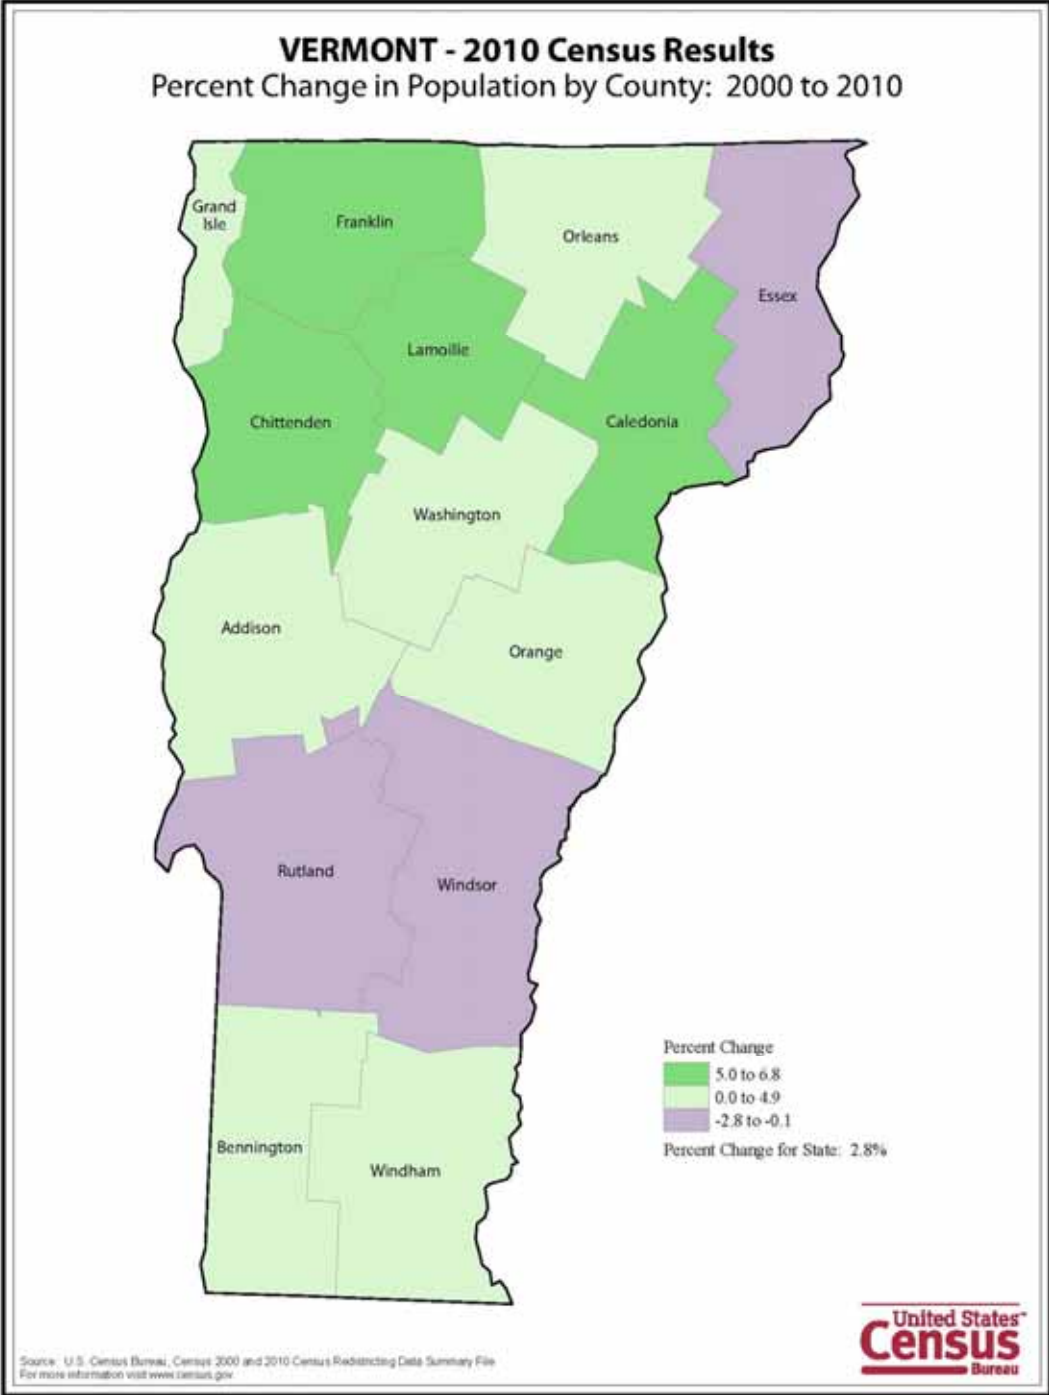 VERMONT - 2010 Census Results
Percent Change in Population by County: 2000 to 2010
Grand
Isle
Franklin
Orleans
Essex
Lamoille
Chittenden
Caledonia
Washington
Addison
Orange
Rutland
Windsor
Bennington
Windham
Percent Change
5.0 to 6.8
0.0 to 4.9
-2.8 to -0.1
Percent Change for State: 2.8%
United States™
Census
Bureau
Source: U.S. Census Bureau, Census 2000 and 2010 Census Redistricting Data Summary File
For more information visit www.census.gov.